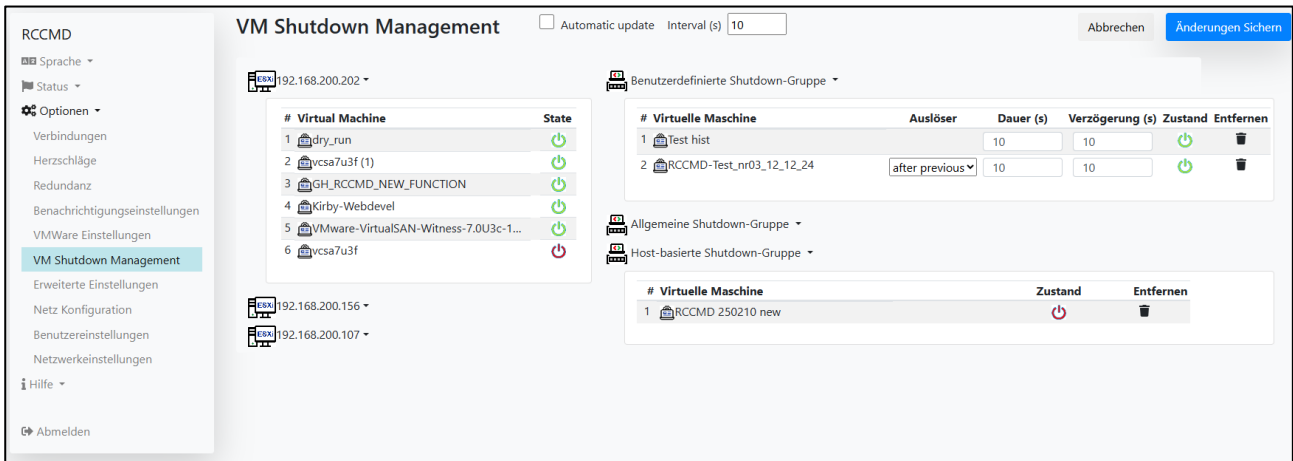 RCCMD
Sprache
Status
Optionen
Verbindungen
Herzschläge
Redundanz
Benachrichtigungseinstellungen
VMWare Einstellungen
VM Shutdown Management
Erweiterte Einstellungen
Netz Konfiguration
Benutzereinstellungen
Netzwerkeinstellungen
Hilfe
Abmelden
VM Shutdown Management Automatic update Interval (s) 10 Abbrechen Änderungen Sichern
ESXi 192.168.200.202
# Virtual Machine State
1 dry_run
2 vcsa7u3f (1)
3 GH_RCCMD_NEW_FUNCTION
4 Kirby-Webdevel
5 VMware-VirtualSAN-Witness-7.0U3c-1...
6 vcsa7u3f
ESXi 192.168.200.156
ESXi 192.168.200.107
Benutzerdefinierte Shutdown-Gruppe
# Virtuelle Maschine Auslöser Dauer (s) Verzögerung (s) Zustand Entfernen
1 Test hist 10 10
2 RCCMD-Test_nr03_12_12_24 after previous 10 10
Allgemeine Shutdown-Gruppe
Host-basierte Shutdown-Gruppe
# Virtuelle Maschine Zustand Entfernen
1 RCCMD 250210 new